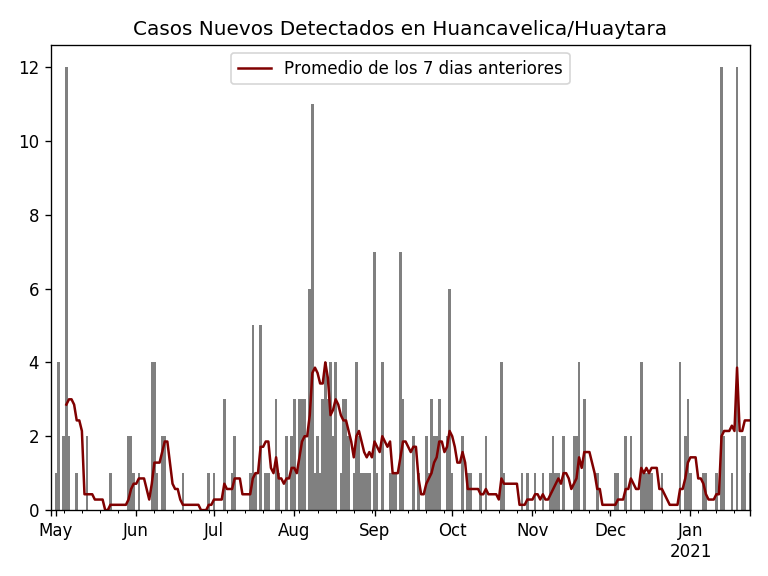 Casos Nuevos Detectados en Huancavelica/Huaytara
Promedio de los 7 dias anteriores
12
10
8
6
4
2
0
May Jun Jul Aug Sep Oct Nov Dec Jan
2021